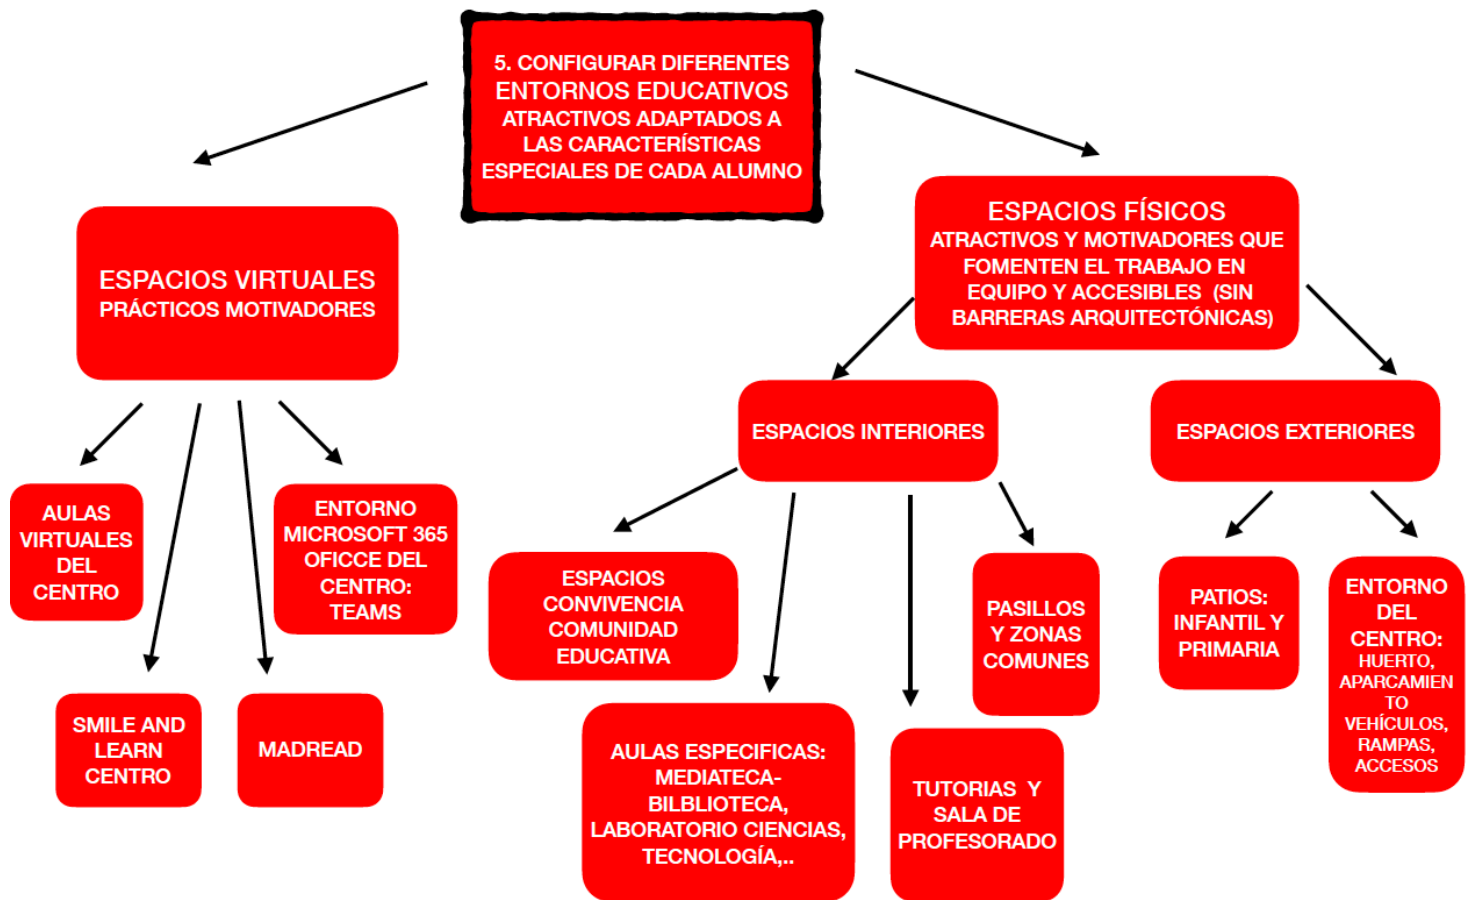 5. CONFIGURAR DIFERENTES
ENTORNOS EDUCATIVOS
ATRACTIVOS ADAPTADOS A
LAS CARACTERÍSTICAS
ESPECIALES DE CADA ALUMNO
ESPACIOS VIRTUALES
PRÁCTICOS MOTIVADORES
ESPACIOS FÍSICOS
ATRACTIVOS Y MOTIVADORES QUE
FOMENTEN EL TRABAJO EN
EQUIPO Y ACCESIBLES (SIN
BARRERAS ARQUITECTÓNICAS)
AULAS
VIRTUALES
DEL
CENTRO
SMILE AND
LEARN
CENTRO
MADREAD
ENTORNO
MICROSOFT 365
OFICCE DEL
CENTRO:
TEAMS
ESPACIOS INTERIORES
ESPACIOS EXTERIORES
ESPACIOS
CONVIVENCIA
COMUNIDAD
EDUCATIVA
AULAS ESPECIFICAS:
MEDIATECA-
BILBLIOTECA,
LABORATORIO CIENCIAS,
TECNOLOGÍA,..
TUTORIAS Y
SALA DE
PROFESORADO
PASILLOS
Y ZONAS
COMUNES
PATIOS:
INFANTIL Y
PRIMARIA
ENTORNO
DEL
CENTRO:
HUERTO,
APARCAMIEN
TO
VEHÍCULOS,
RAMPAS,
ACCESOS